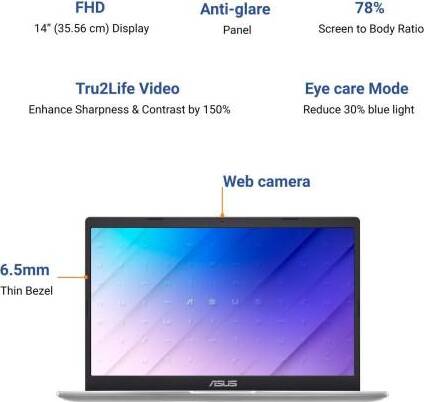 FHD
14” (35.56 cm) Display
Anti-glare
Panel
78%
Screen to Body Ratio
Tru2Life Video
Enhance Sharpness & Contrast by 150%
Eye care Mode
Reduce 30% blue light
Web camera
6.5mm
Thin Bezel
ASUS
ASUS